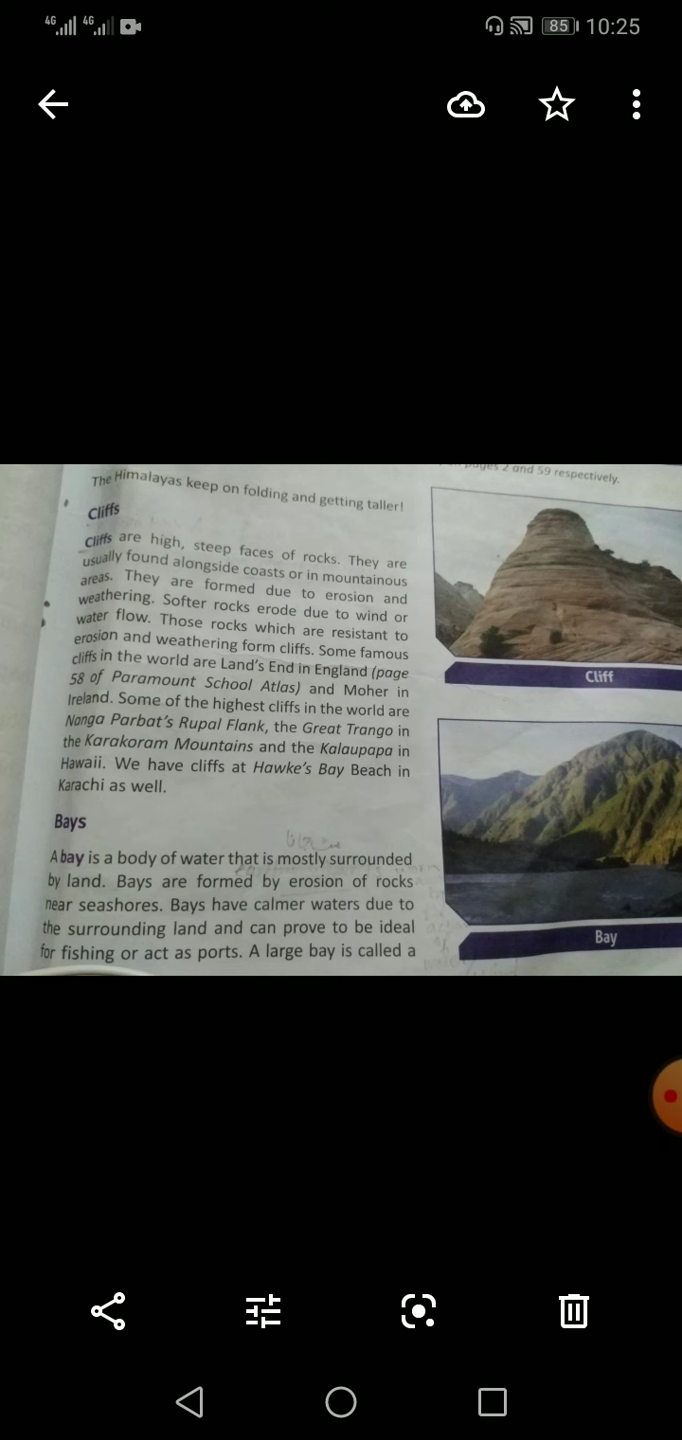 4G 4G 85 10:25
pages 2 and 59 respectively.
The Himalayas keep on folding and getting taller!
Cliffs
Cliffs are high, steep faces of rocks. They are
usually found alongside coasts or in mountainous
areas. They are formed due to erosion and
weathering. Softer rocks erode due to wind or
water flow. Those rocks which are resistant to
erosion and weathering form cliffs. Some famous
cliffs in the world are Land's End in England (page
58 of Paramount School Atlas) and Moher in
Ireland. Some of the highest cliffs in the world are
Nanga Parbat's Rupal Flank, the Great Trango in
the Karakoram Mountains and the Kalaupapa in
Hawaii. We have cliffs at Hawke's Bay Beach in
Karachi as well.
Cliff
Bays
A bay is a body of water that is mostly surrounded
by land. Bays are formed by erosion of rocks
near seashores. Bays have calmer waters due to
the surrounding land and can prove to be ideal
for fishing or act as ports. A large bay is called a
Bay